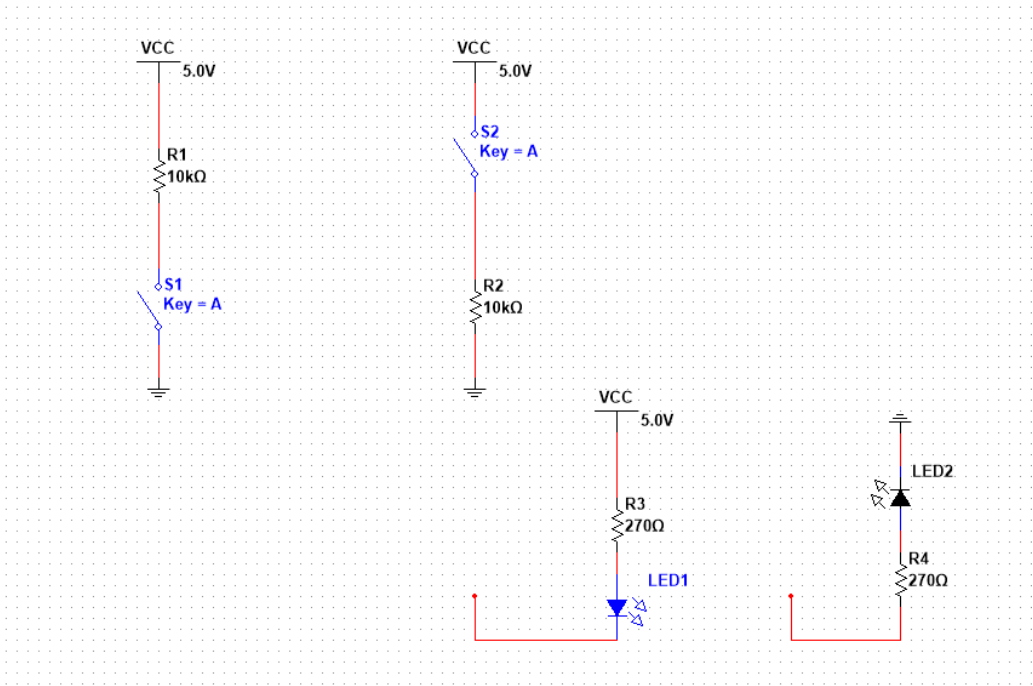 VCC
5.0V
R1
10kΩ
S1
Key = A
VCC
5.0V
S2
Key = A
R2
10kΩ
VCC
5.0V
R3
270Ω
LED1
LED2
R4
270Ω